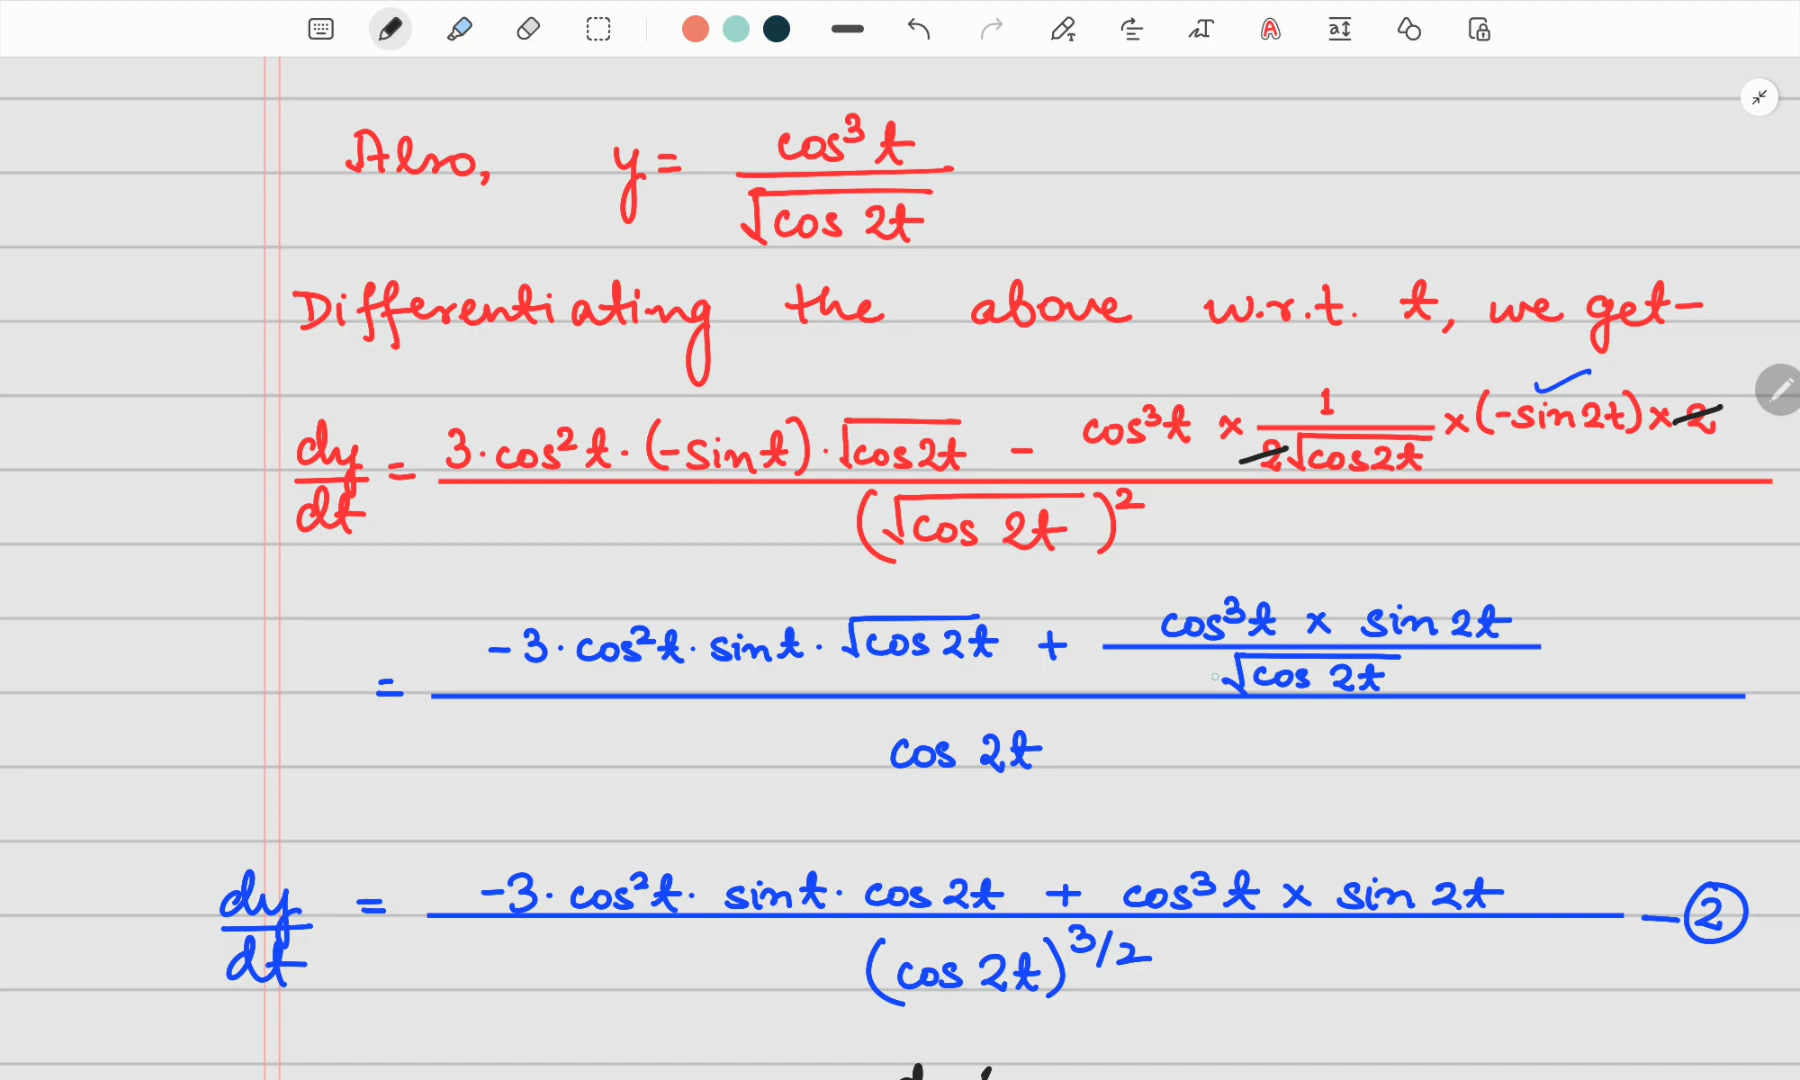 Also, y = cos³t / √cos 2t
Differentiating the above w.r.t. t, we get-
dy/dt = (3·cos²t·(-sint)·√cos2t - cos³t × 1/(2√cos2t) × (-sin2t) × 2) / (√cos 2t)²
= (-3·cos²t·sint·√cos 2t + (cos³t × sin 2t)/√cos 2t) / cos 2t
dy/dt = (-3·cos²t·sint·cos2t + cos³t × sin 2t) / (cos 2t)^3/2 - ②